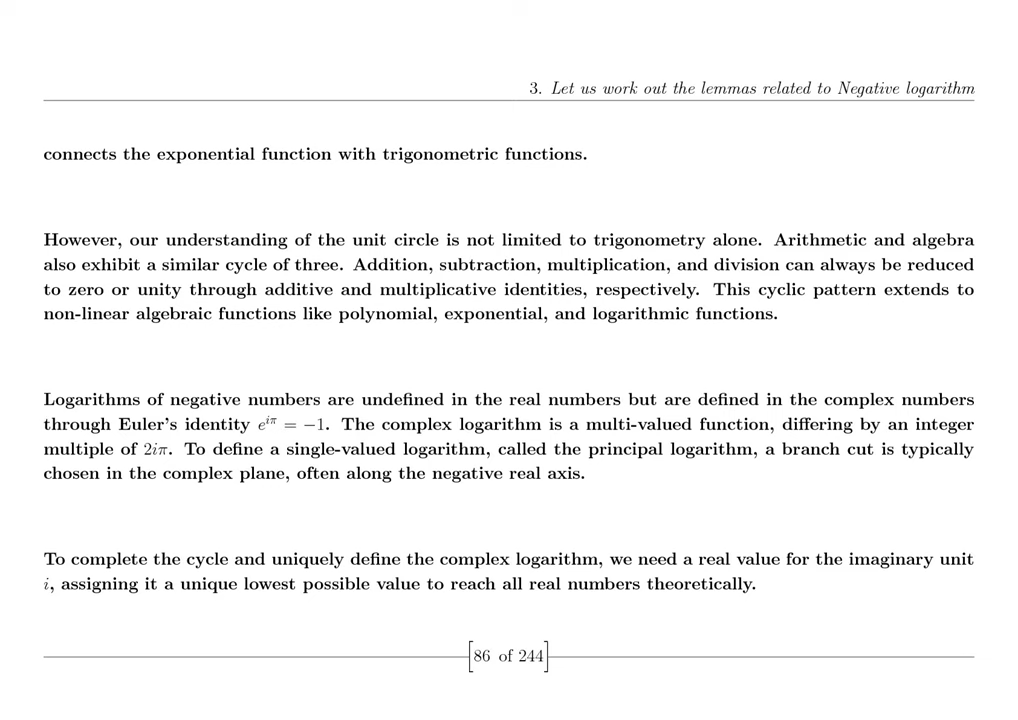 3. Let us work out the lemmas related to Negative logarithm
connects the exponential function with trigonometric functions.
However, our understanding of the unit circle is not limited to trigonometry alone. Arithmetic and algebra
also exhibit a similar cycle of three. Addition, subtraction, multiplication, and division can always be reduced
to zero or unity through additive and multiplicative identities, respectively. This cyclic pattern extends to
non-linear algebraic functions like polynomial, exponential, and logarithmic functions.
Logarithms of negative numbers are undefined in the real numbers but are defined in the complex numbers
through Euler's identity $e^{i\pi} = -1$. The complex logarithm is a multi-valued function, differing by an integer
multiple of $2i\pi$. To define a single-valued logarithm, called the principal logarithm, a branch cut is typically
chosen in the complex plane, often along the negative real axis.
To complete the cycle and uniquely define the complex logarithm, we need a real value for the imaginary unit
$i$, assigning it a unique lowest possible value to reach all real numbers theoretically.
[86 of 244]